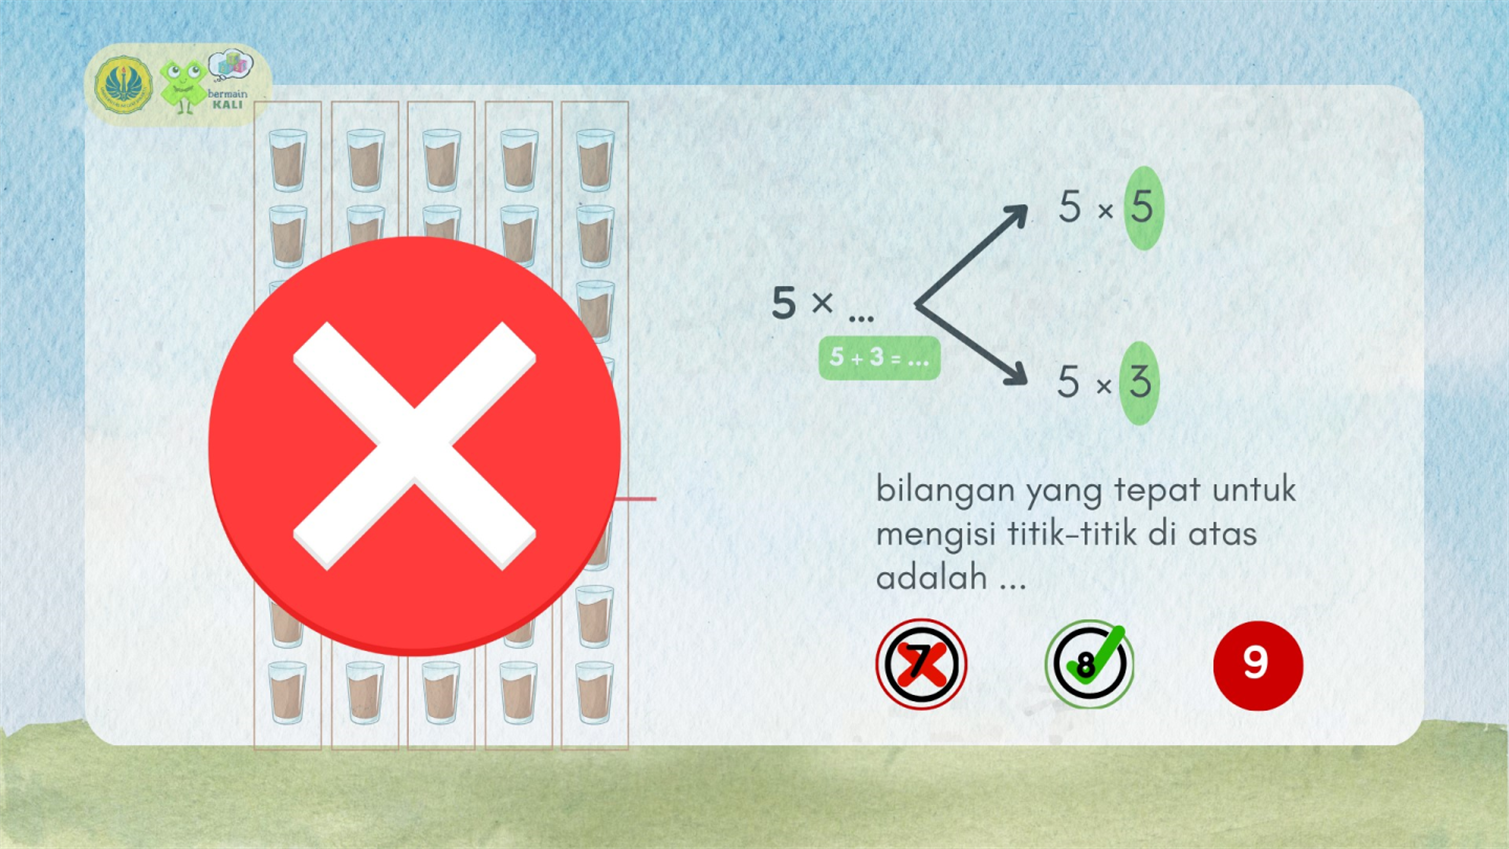 bermain
KALI
5 × 5
5 × ...
5 + 3 = ...
5 × 3
bilangan yang tepat untuk
mengisi titik-titik di atas
adalah ...
7 8 9